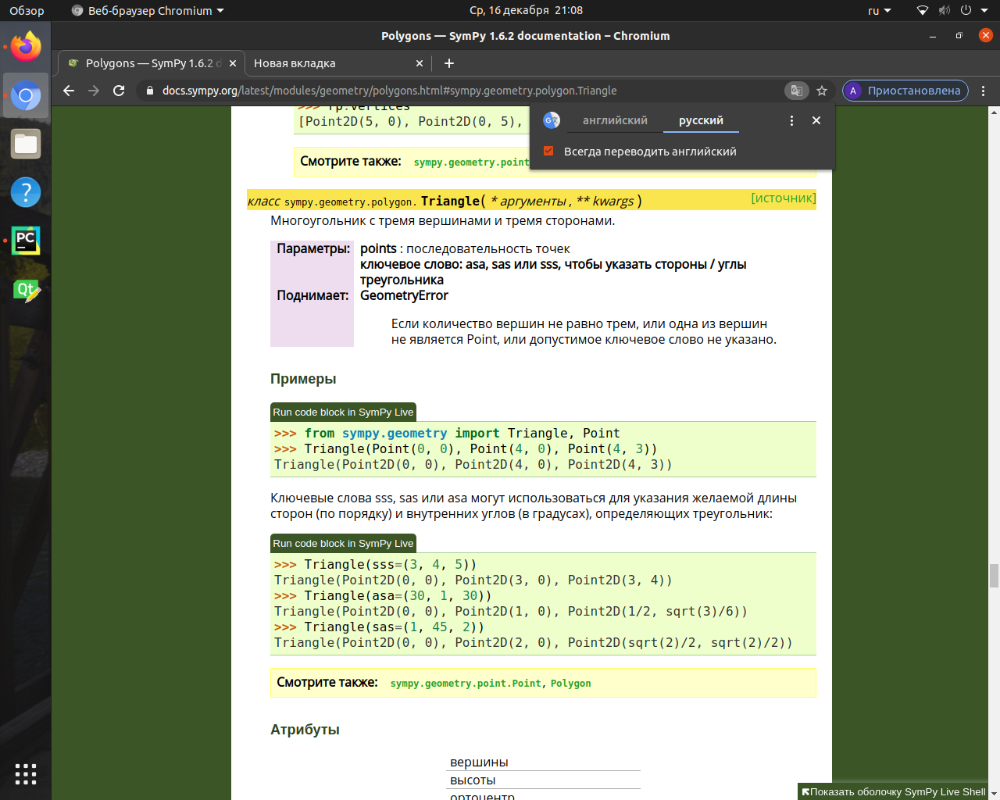 Обзор
Веб-браузер Chromium
Ср, 16 декабря 21:08
ru
Polygons — SymPy 1.6.2 documentation – Chromium
Polygons — SymPy 1.6.2 d
Новая вкладка
docs.sympy.org/latest/modules/geometry/polygons.html#sympy.geometry.polygon.Triangle
A
Приостановлена
английский
русский
Всегда переводить английский
>>> rp.vertices
[Point2D(5, 0), Point2D(0, 5),
Смотрите также: sympy.geometry.point
класс sympy.geometry.polygon. Triangle( * аргументы , ** kwargs )
[источник]
Многоугольник с тремя вершинами и тремя сторонами.
Параметры: points : последовательность точек
ключевое слово: asa, sas или sss, чтобы указать стороны / углы
треугольника
Поднимает: GeometryError
Если количество вершин не равно трем, или одна из вершин
не является Point, или допустимое ключевое слово не указано.
Примеры
Run code block in SymPy Live
>>> from sympy.geometry import Triangle, Point
>>> Triangle(Point(0, 0), Point(4, 0), Point(4, 3))
Triangle(Point2D(0, 0), Point2D(4, 0), Point2D(4, 3))
Ключевые слова sss, sas или asa могут использоваться для указания желаемой длины
сторон (по порядку) и внутренних углов (в градусах), определяющих треугольник:
Run code block in SymPy Live
>>> Triangle(sss=(3, 4, 5))
Triangle(Point2D(0, 0), Point2D(3, 0), Point2D(3, 4))
>>> Triangle(asa=(30, 1, 30))
Triangle(Point2D(0, 0), Point2D(1, 0), Point2D(1/2, sqrt(3)/6))
>>> Triangle(sas=(1, 45, 2))
Triangle(Point2D(0, 0), Point2D(2, 0), Point2D(sqrt(2)/2, sqrt(2)/2))
Смотрите также: sympy.geometry.point.Point, Polygon
Атрибуты
вершины
высоты
ортоцентр
Показать оболочку SymPy Live Shell
PC
Qt